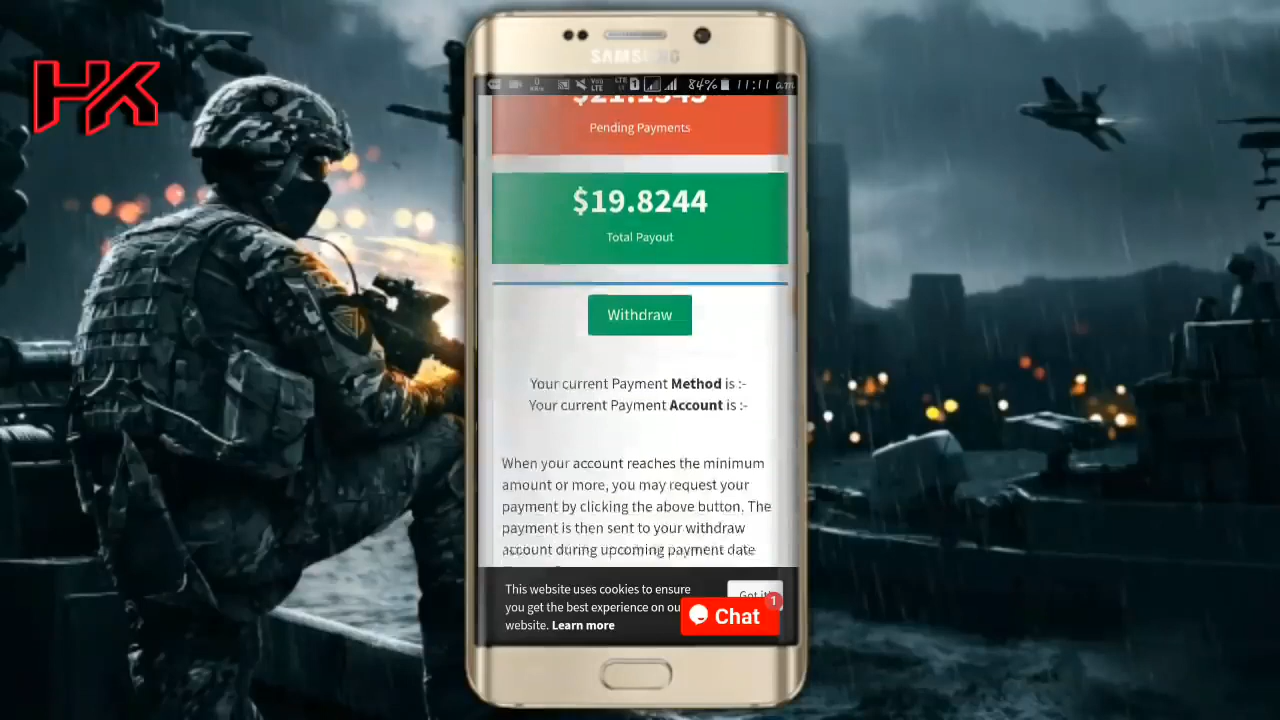 HK
SAMSUNG
84% 11:11 am
Pending Payments
$19.8244
Total Payout
Withdraw
Your current Payment Method is :-
Your current Payment Account is :-
When your account reaches the minimum
amount or more, you may request your
payment by clicking the above button. The
payment is then sent to your withdraw
account during upcoming payment date
This website uses cookies to ensure
you get the best experience on our
website. Learn more
Got it!
Chat
1